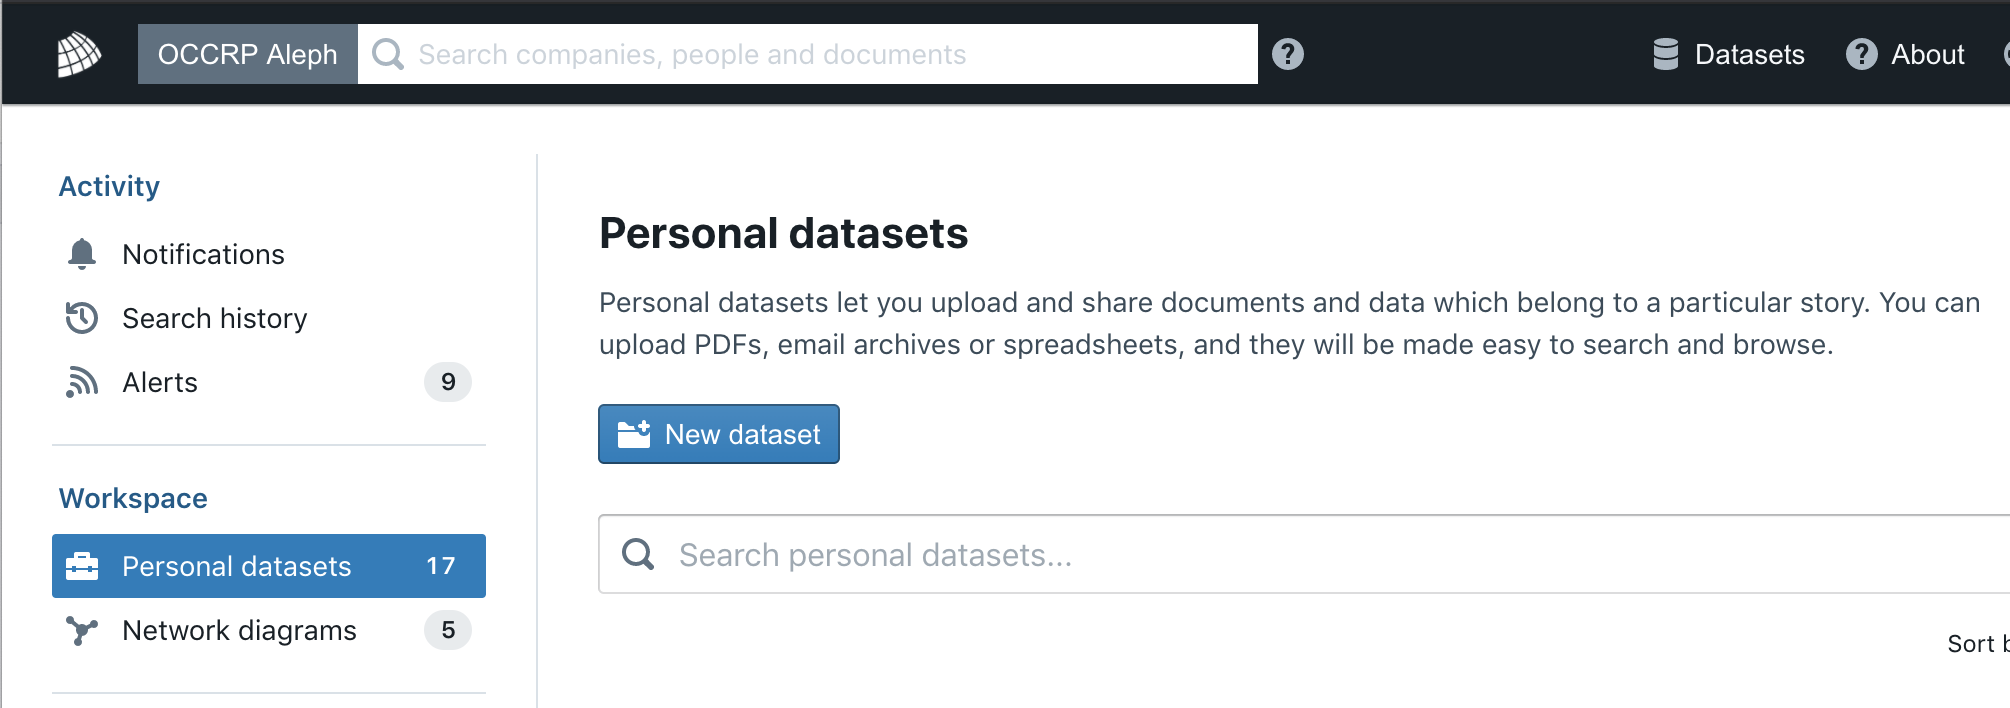 OCCRP Aleph
Search companies, people and documents
?
Datasets
? About
Activity
Notifications
Search history
Alerts 9
Workspace
Personal datasets 17
Network diagrams 5
Personal datasets
Personal datasets let you upload and share documents and data which belong to a particular story. You can
upload PDFs, email archives or spreadsheets, and they will be made easy to search and browse.
New dataset
Search personal datasets...
Sort